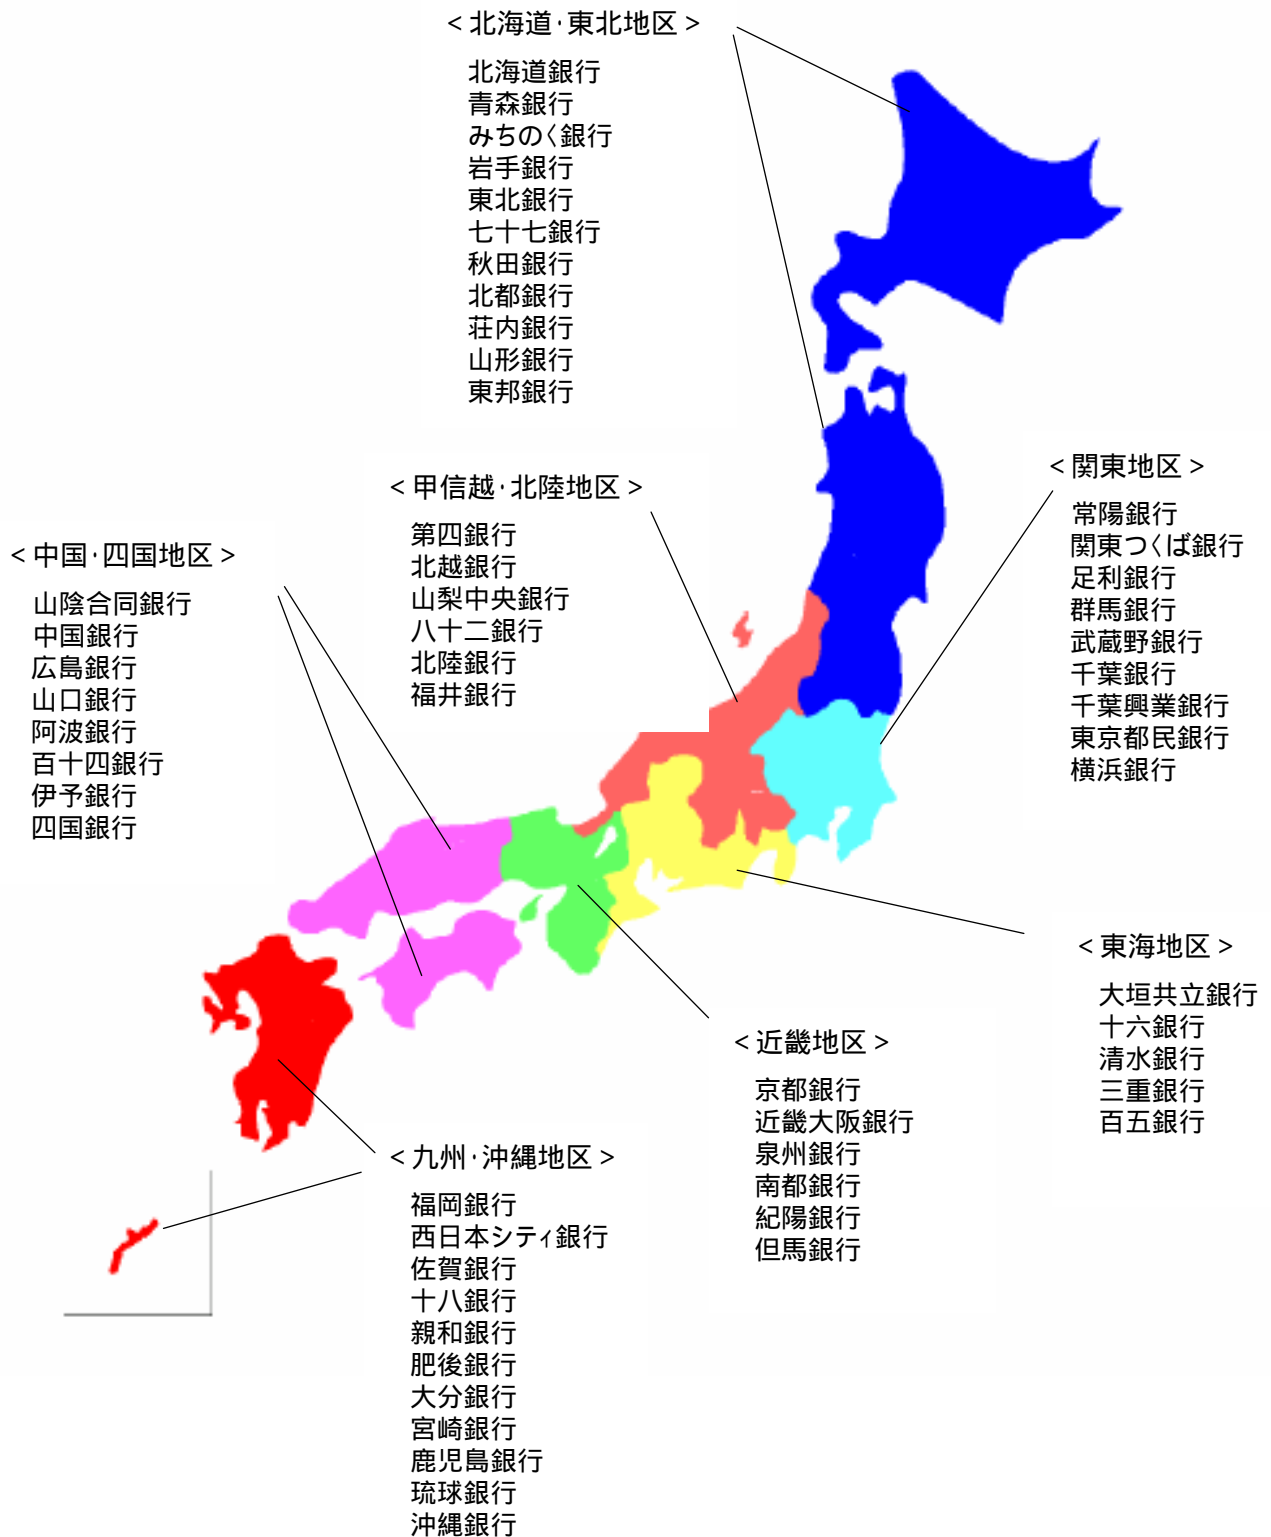 ＜北海道・東北地区＞
北海道銀行
青森銀行
みちのく銀行
岩手銀行
東北銀行
七十七銀行
秋田銀行
北都銀行
荘内銀行
山形銀行
東邦銀行
＜関東地区＞
常陽銀行
関東つくば銀行
足利銀行
群馬銀行
武蔵野銀行
千葉銀行
千葉興業銀行
東京都民銀行
横浜銀行
＜甲信越・北陸地区＞
第四銀行
北越銀行
山梨中央銀行
八十二銀行
北陸銀行
福井銀行
＜中国・四国地区＞
山陰合同銀行
中国銀行
広島銀行
山口銀行
阿波銀行
百十四銀行
伊予銀行
四国銀行
＜東海地区＞
大垣共立銀行
十六銀行
清水銀行
三重銀行
百五銀行
＜近畿地区＞
京都銀行
近畿大阪銀行
泉州銀行
南都銀行
紀陽銀行
但馬銀行
＜九州・沖縄地区＞
福岡銀行
西日本シティ銀行
佐賀銀行
十八銀行
親和銀行
肥後銀行
大分銀行
宮崎銀行
鹿児島銀行
琉球銀行
沖縄銀行